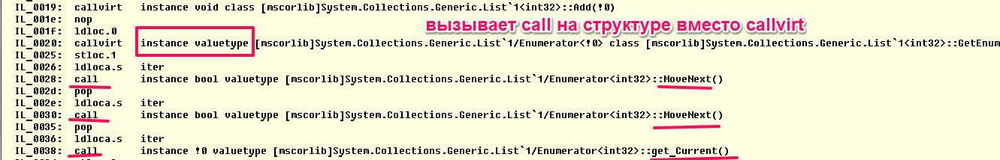 IL_0019: callvirt instance void class [mscorlib]System.Collections.Generic.List`1<int32>::Add(!0)
IL_001e: nop
IL_001f: ldloc.0
вызывает call на структуре вместо callvirt
IL_0020: callvirt instance valuetype [mscorlib]System.Collections.Generic.List`1/Enumerator<!0> class [mscorlib]System.Collections.Generic.List`1<int32>::GetEnum
IL_0025: stloc.1
IL_0026: ldloca.s iter
IL_0028: call instance bool valuetype [mscorlib]System.Collections.Generic.List`1/Enumerator<int32>::MoveNext()
IL_002d: pop
IL_002e: ldloca.s iter
IL_0030: call instance bool valuetype [mscorlib]System.Collections.Generic.List`1/Enumerator<int32>::MoveNext()
IL_0035: pop
IL_0036: ldloca.s iter
IL_0038: call instance !0 valuetype [mscorlib]System.Collections.Generic.List`1/Enumerator<int32>::get_Current()